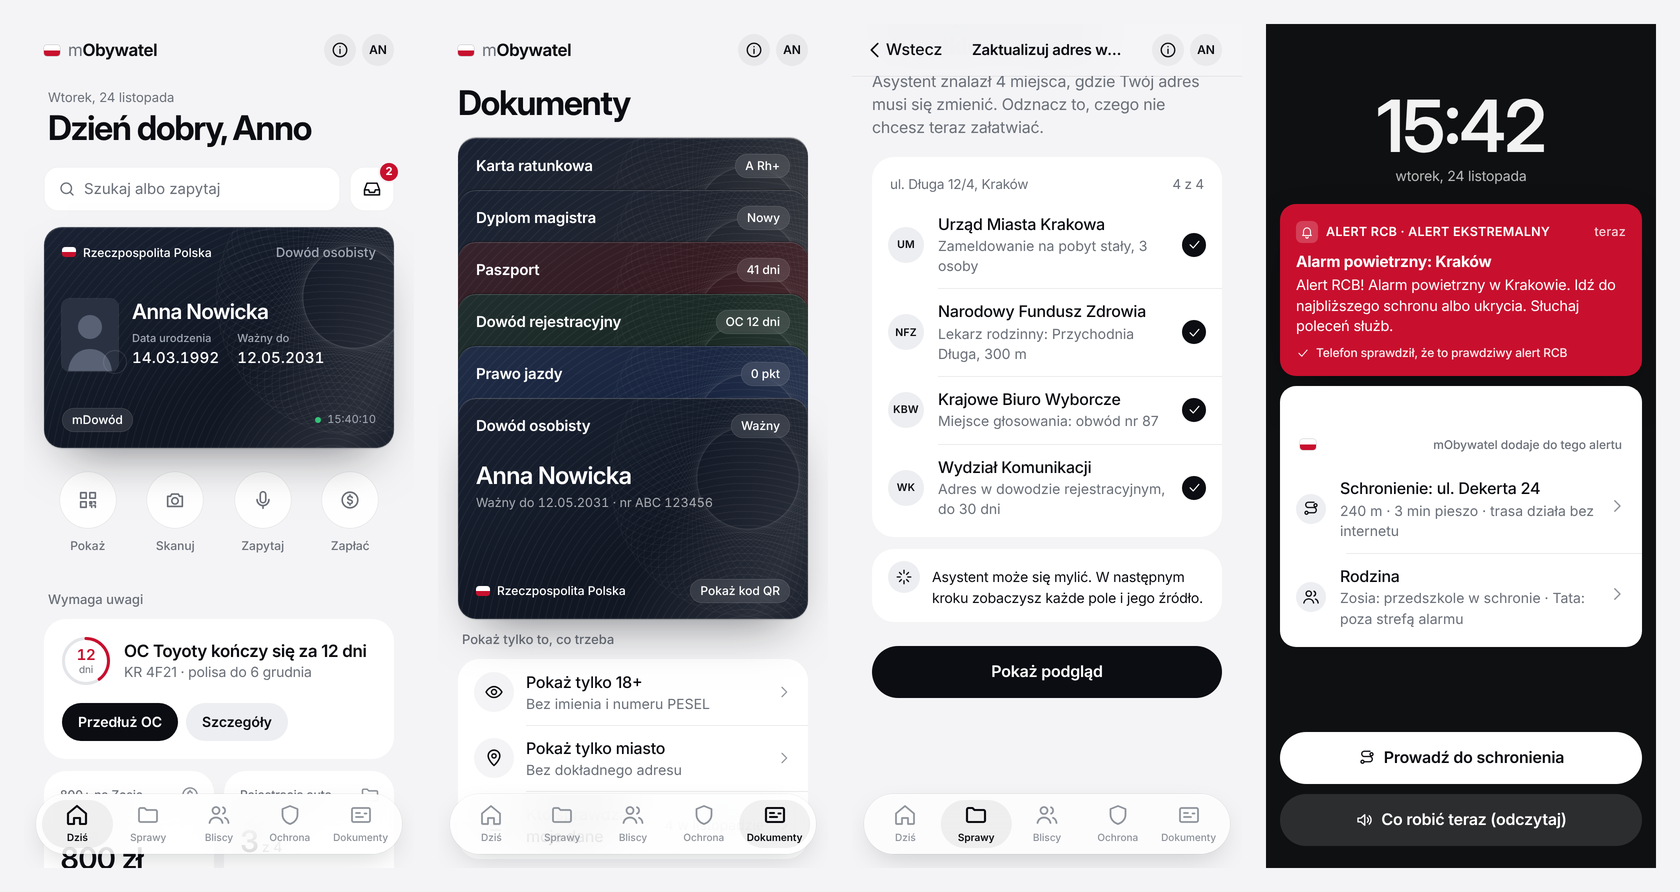 mObywatel
AN
Wtorek, 24 listopada
Dzień dobry, Anno
Szukaj albo zapytaj
2
Rzeczpospolita Polska
Dowód osobisty
Anna Nowicka
Data urodzenia
Ważny do
14.03.1992
12.05.2031
mDowód
15:40:10
Pokaż
Skanuj
Zapytaj
Zapłać
Wymaga uwagi
12
dni
OC Toyoty kończy się za 12 dni
KR 4F21 · polisa do 6 grudnia
Przedłuż OC
Szczegóły
800 zł
3 z 4
Dziś
Sprawy
Bliscy
Ochrona
Dokumenty
mObywatel
AN
Dokumenty
Karta ratunkowa
A Rh+
Dyplom magistra
Nowy
Paszport
41 dni
Dowód rejestracyjny
OC 12 dni
Prawo jazdy
0 pkt
Dowód osobisty
Ważny
Anna Nowicka
Ważny do 12.05.2031 · nr ABC 123456
Rzeczpospolita Polska
Pokaż kod QR
Pokaż tylko to, co trzeba
Pokaż tylko 18+
Bez imienia i numeru PESEL
Pokaż tylko miasto
Bez dokładnego adresu
Dziś
Sprawy
Bliscy
Ochrona
Dokumenty
Wstecz
Zaktualizuj adres w...
AN
Asystent znalazł 4 miejsca, gdzie Twój adres
musi się zmienić. Odznacz to, czego nie
chcesz teraz załatwiać.
ul. Długa 12/4, Kraków
4 z 4
UM
Urząd Miasta Krakowa
Zameldowanie na pobyt stały, 3
osoby
NFZ
Narodowy Fundusz Zdrowia
Lekarz rodzinny: Przychodnia
Długa, 300 m
KBW
Krajowe Biuro Wyborcze
Miejsce głosowania: obwód nr 87
WK
Wydział Komunikacji
Adres w dowodzie rejestracyjnym,
do 30 dni
Asystent może się mylić. W następnym
kroku zobaczysz każde pole i jego źródło.
Pokaż podgląd
Dziś
Sprawy
Bliscy
Ochrona
Dokumenty
15:42
wtorek, 24 listopada
ALERT RCB · ALERT EKSTREMALNY
teraz
Alarm powietrzny: Kraków
Alert RCB! Alarm powietrzny w Krakowie. Idź do
najbliższego schronu albo ukrycia. Słuchaj
poleceń służb.
Telefon sprawdził, że to prawdziwy alert RCB
mObywatel dodaje do tego alertu
Schronienie: ul. Dekerta 24
240 m · 3 min pieszo · trasa działa bez
internetu
Rodzina
Zosia: przedszkole w schronie · Tata:
poza strefą alarmu
Prowadź do schronienia
Co robić teraz (odczytaj)